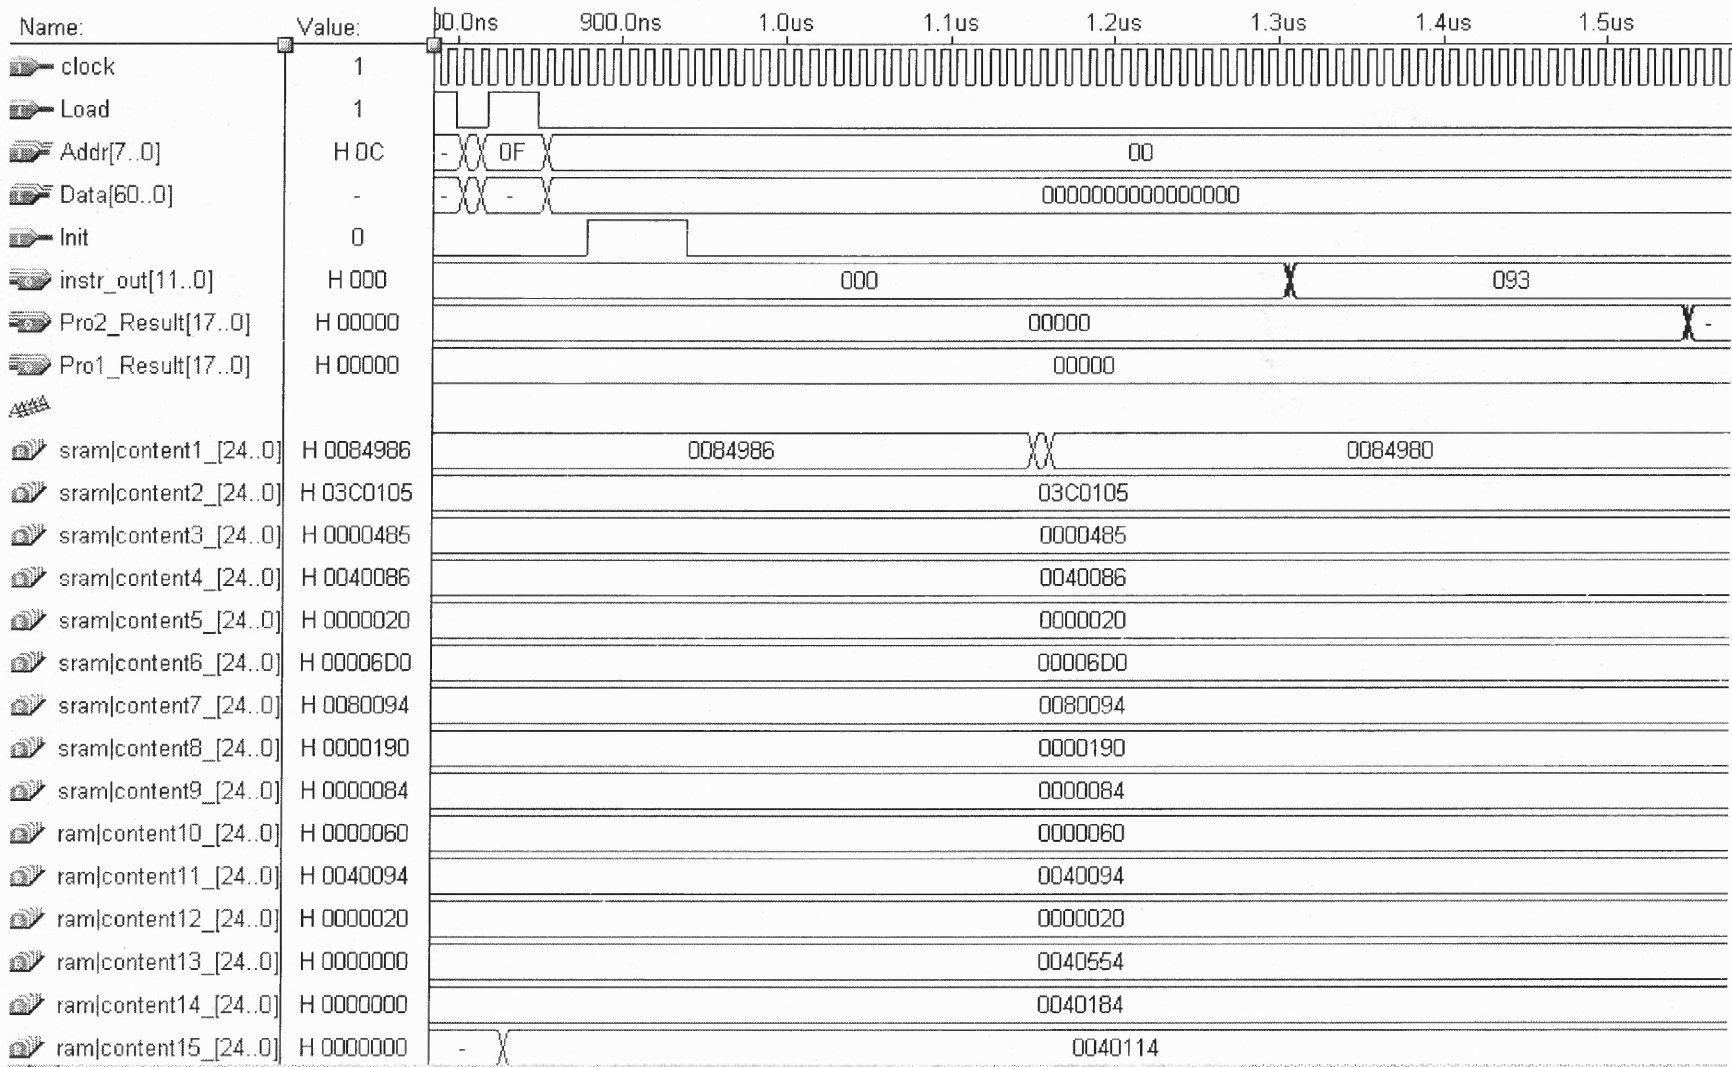 Name: Value: 00.0ns 900.0ns 1.0us 1.1us 1.2us 1.3us 1.4us 1.5us
clock 1
Load 1
Addr[7..0] H 0C - 0F 00
Data[60..0] - - - 0000000000000000
Init 0
instr_out[11..0] H 000 000 093
Pro2_Result[17..0] H 00000 00000 -
Pro1_Result[17..0] H 00000 00000
sram|content1_[24..0] H 0084986 0084986 0084980
sram|content2_[24..0] H 03C0105 03C0105
sram|content3_[24..0] H 0000485 0000485
sram|content4_[24..0] H 0040086 0040086
sram|content5_[24..0] H 0000020 0000020
sram|content6_[24..0] H 00006D0 00006D0
sram|content7_[24..0] H 0080094 0080094
sram|content8_[24..0] H 0000190 0000190
sram|content9_[24..0] H 0000084 0000084
ram|content10_[24..0] H 0000060 0000060
ram|content11_[24..0] H 0040094 0040094
ram|content12_[24..0] H 0000020 0000020
ram|content13_[24..0] H 0000000 0040554
ram|content14_[24..0] H 0000000 0040184
ram|content15_[24..0] H 0000000 - 0040114